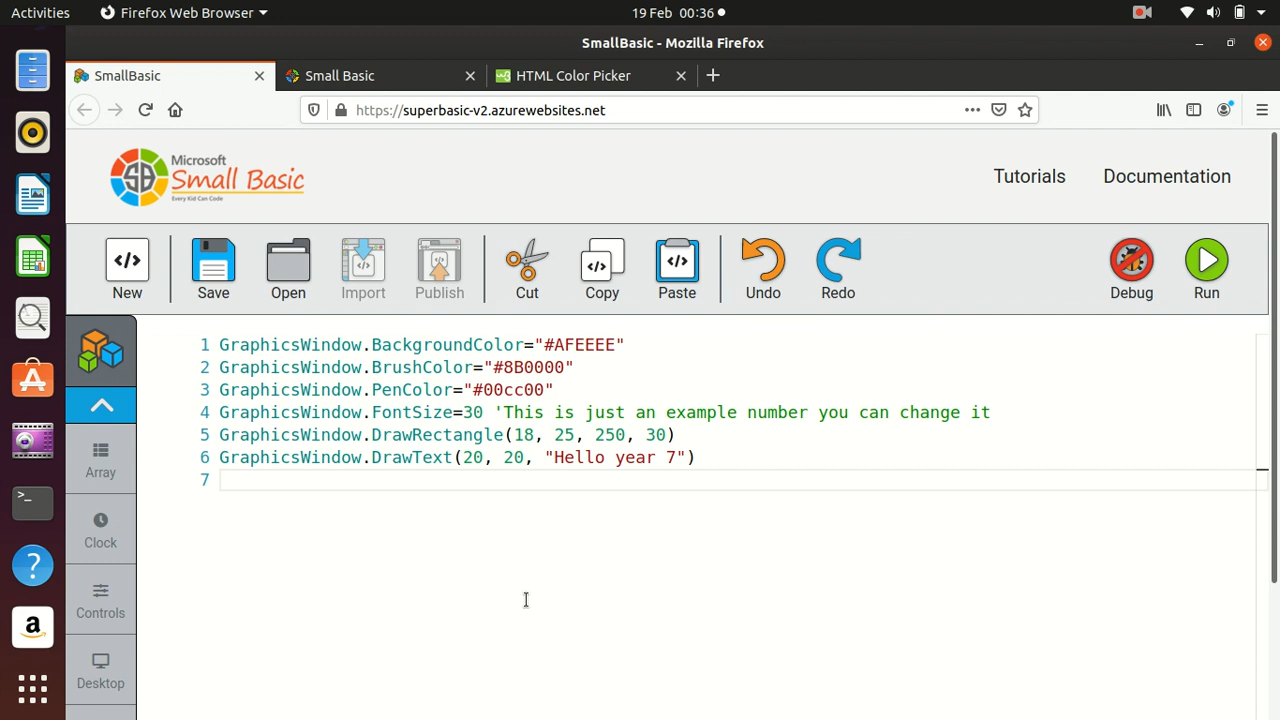 Activities
Firefox Web Browser
19 Feb 00:36
SmallBasic - Mozilla Firefox
SmallBasic
Small Basic
HTML Color Picker
https://superbasic-v2.azurewebsites.net
Microsoft
Small Basic
Every Kid Can Code
Tutorials
Documentation
New
Save
Open
Import
Publish
Cut
Copy
Paste
Undo
Redo
Debug
Run
1 GraphicsWindow.BackgroundColor="#AFEEEE"
2 GraphicsWindow.BrushColor="#8B0000"
3 GraphicsWindow.PenColor="#00cc00"
4 GraphicsWindow.FontSize=30 'This is just an example number you can change it
5 GraphicsWindow.DrawRectangle(18, 25, 250, 30)
6 GraphicsWindow.DrawText(20, 20, "Hello year 7")
7
Array
Clock
Controls
Desktop